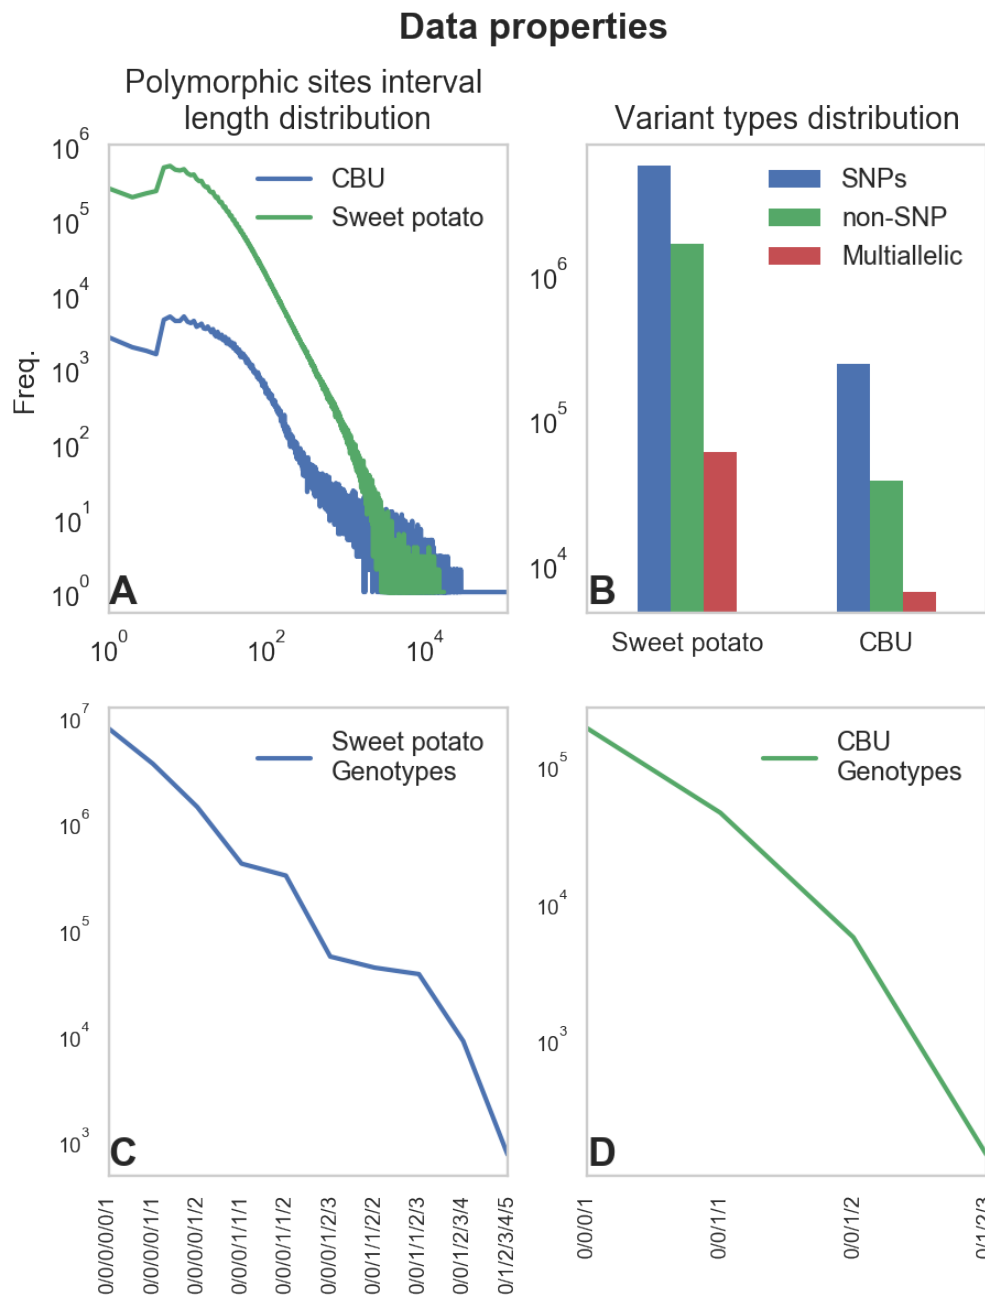 Data properties
Polymorphic sites interval
length distribution
Variant types distribution
10^6
10^5
10^4
10^3
10^2
10^1
10^0
Freq.
CBU
Sweet potato
A
10^0
10^2
10^4
SNPs
non-SNP
Multiallelic
10^6
10^5
10^4
B
Sweet potato
CBU
10^7
10^6
10^5
10^4
10^3
Sweet potato
Genotypes
C
0/0/0/0/0/1
0/0/0/0/1/1
0/0/0/0/1/2
0/0/0/1/1/1
0/0/0/1/1/2
0/0/0/1/2/3
0/0/1/1/2/2
0/0/1/1/2/3
0/0/1/2/3/4
0/1/2/3/4/5
10^5
10^4
10^3
CBU
Genotypes
D
0/0/0/1
0/0/1/1
0/0/1/2
0/1/2/3